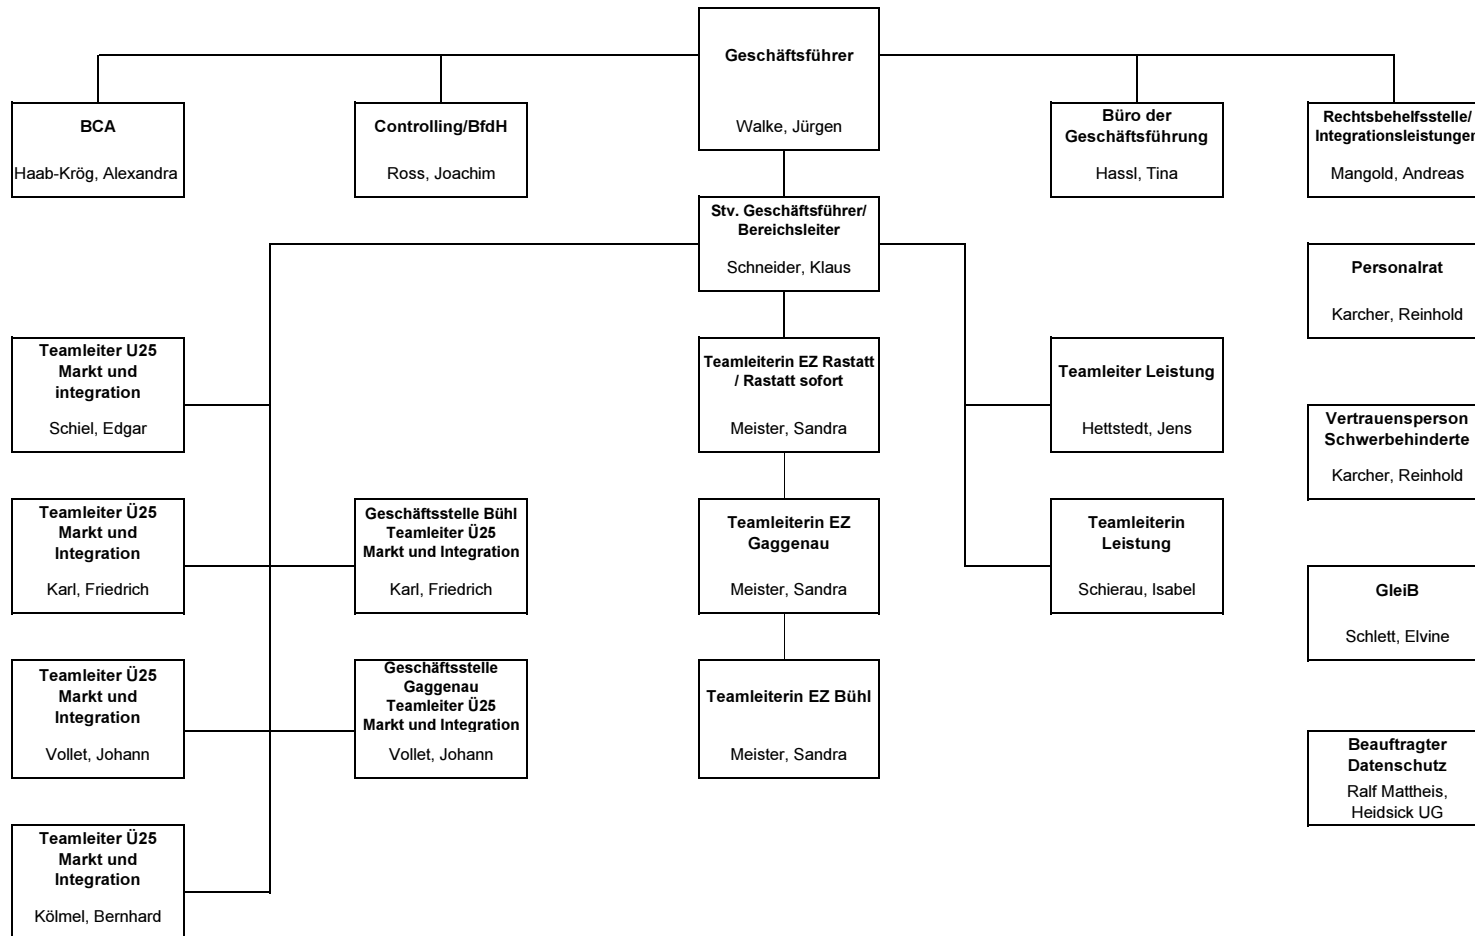 Geschäftsführer
Walke, Jürgen
BCA
Haab-Krög, Alexandra
Controlling/BfdH
Ross, Joachim
Büro der
Geschäftsführung
Hassl, Tina
Rechtsbehelfsstelle/
Integrationsleistungen
Mangold, Andreas
Stv. Geschäftsführer/
Bereichsleiter
Schneider, Klaus
Personalrat
Karcher, Reinhold
Teamleiter U25
Markt und
integration
Schiel, Edgar
Teamleiterin EZ Rastatt
/ Rastatt sofort
Meister, Sandra
Teamleiter Leistung
Hettstedt, Jens
Vertrauensperson
Schwerbehinderte
Karcher, Reinhold
Teamleiter Ü25
Markt und
Integration
Karl, Friedrich
Geschäftsstelle Bühl
Teamleiter Ü25
Markt und Integration
Karl, Friedrich
Teamleiterin EZ
Gaggenau
Meister, Sandra
Teamleiterin
Leistung
Schierau, Isabel
GleiB
Schlett, Elvine
Teamleiter Ü25
Markt und
Integration
Vollet, Johann
Geschäftsstelle
Gaggenau
Teamleiter Ü25
Markt und Integration
Vollet, Johann
Teamleiterin EZ Bühl
Meister, Sandra
Beauftragter
Datenschutz
Ralf Mattheis,
Heidsick UG
Teamleiter Ü25
Markt und
Integration
Kölmel, Bernhard